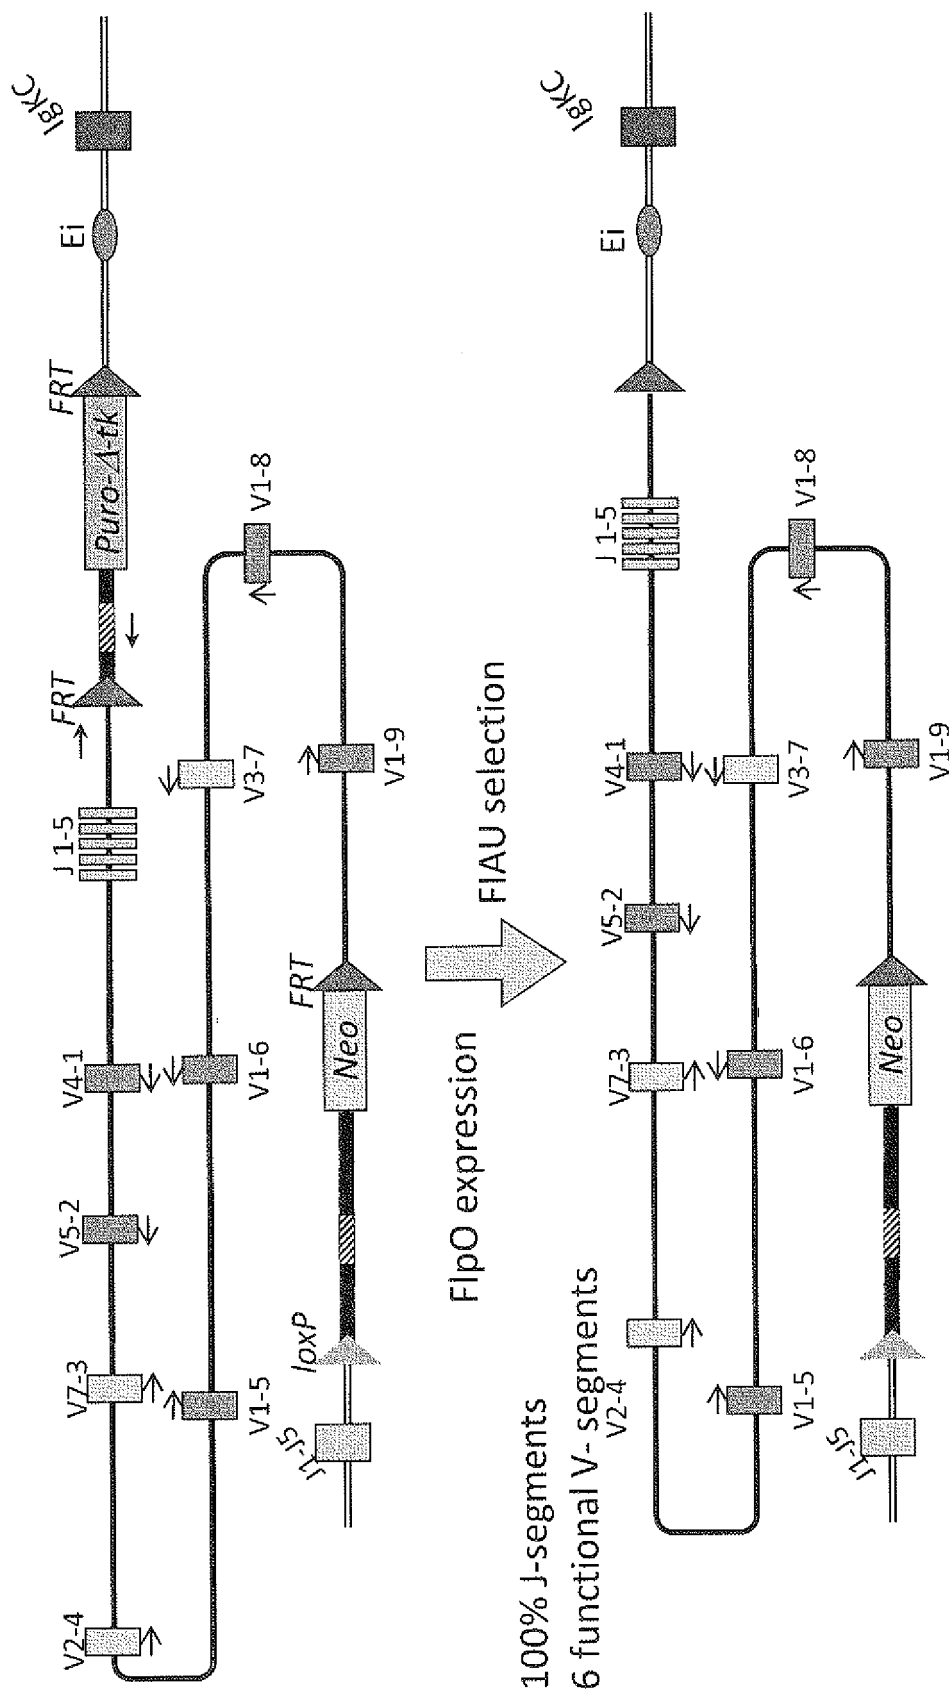 IgKC
Ei
FRT
Puro-Δ-tk
FRT
J 1-5
V4-1
V5-2
V7-3
V2-4
V1-8
V3-7
V1-6
V1-5
V1-9
FRT
Neo
loxP
J1-J5
FlpO expression
FIAU selection
100% J-segments
6 functional V- segments
IgKC
Ei
J 1-5
V4-1
V5-2
V7-3
V2-4
V1-8
V3-7
V1-6
V1-5
V1-9
Neo
J1-J5